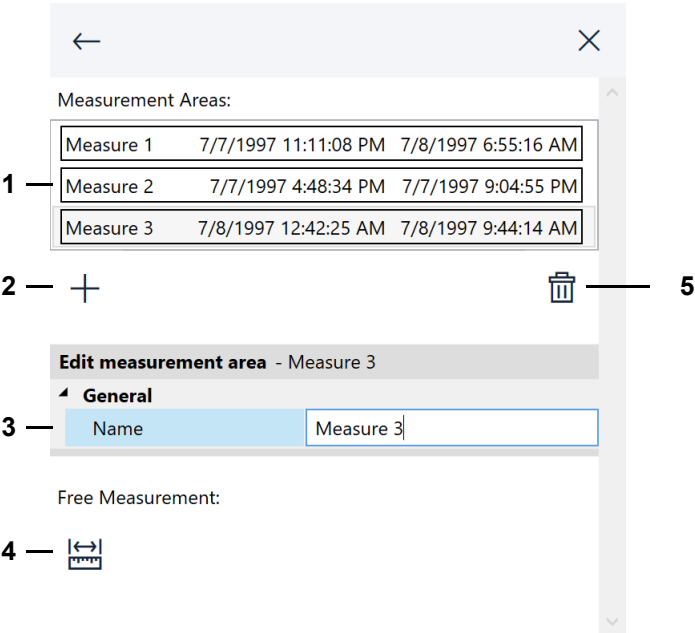 Measurement Areas:
Measure 1 7/7/1997 11:11:08 PM 7/8/1997 6:55:16 AM
1 Measure 2 7/7/1997 4:48:34 PM 7/7/1997 9:04:55 PM
Measure 3 7/8/1997 12:42:25 AM 7/8/1997 9:44:14 AM
2 5
Edit measurement area - Measure 3
General
3 Name Measure 3
Free Measurement:
4